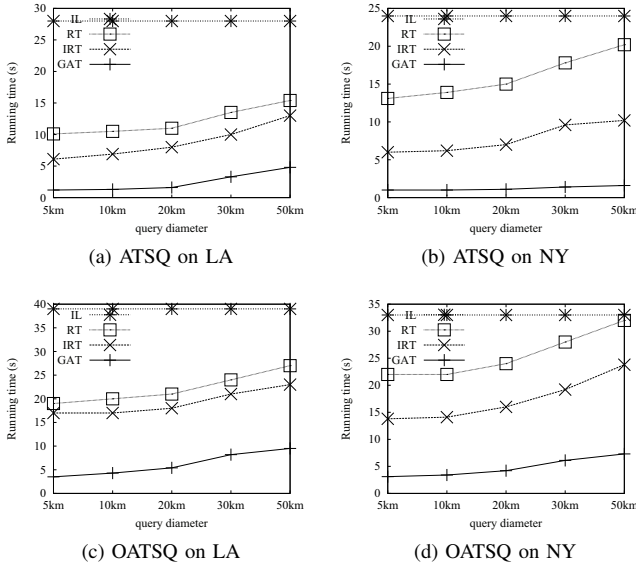 30
25
20
15
10
5
0
Running time (s)
IL
RT
IRT
GAT
5km 10km 20km 30km 50km
query diameter
(a) ATSQ on LA
25
20
15
10
5
0
Running time (s)
IL
RT
IRT
GAT
5km 10km 20km 30km 50km
query diameter
(b) ATSQ on NY
40
35
30
25
20
15
10
5
0
Running time (s)
IL
RT
IRT
GAT
5km 10km 20km 30km 50km
query diameter
(c) OATSQ on LA
35
30
25
20
15
10
5
0
Running time (s)
IL
RT
IRT
GAT
5km 10km 20km 30km 50km
query diameter
(d) OATSQ on NY